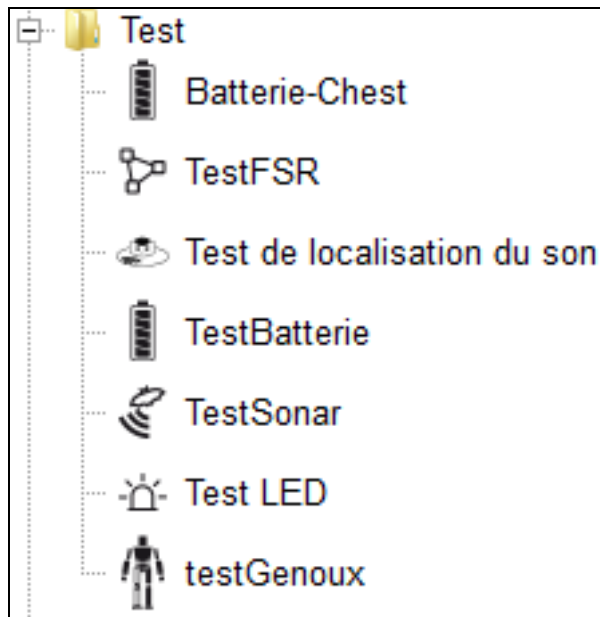 Test
Batterie-Chest
TestFSR
Test de localisation du son
TestBatterie
TestSonar
Test LED
testGenoux